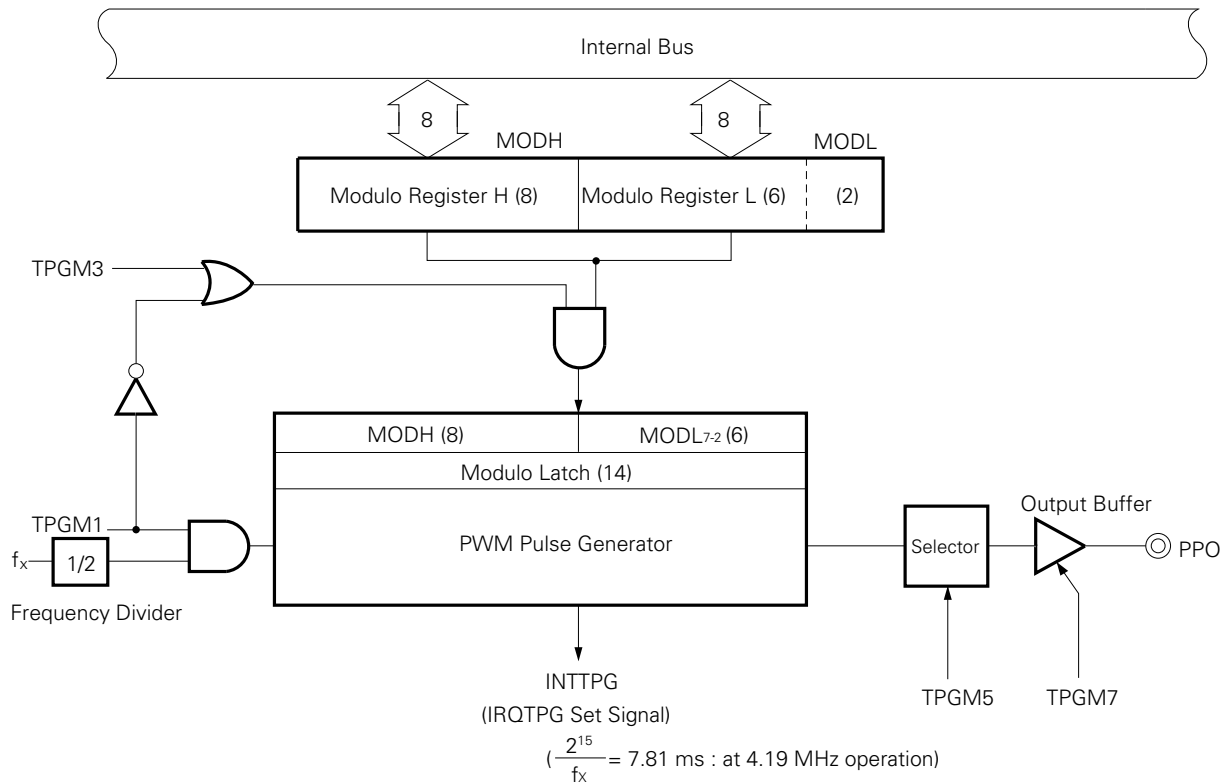 Internal Bus
8
8
MODH
MODL
Modulo Register H (8)
Modulo Register L (6)
(2)
TPGM3
MODH (8)
MODL7-2 (6)
Modulo Latch (14)
TPGM1
Output Buffer
PWM Pulse Generator
Selector
PPO
fX
1/2
Frequency Divider
INTTPG
TPGM5
TPGM7
(IRQTPG Set Signal)
( 2^15 / fX = 7.81 ms : at 4.19 MHz operation)